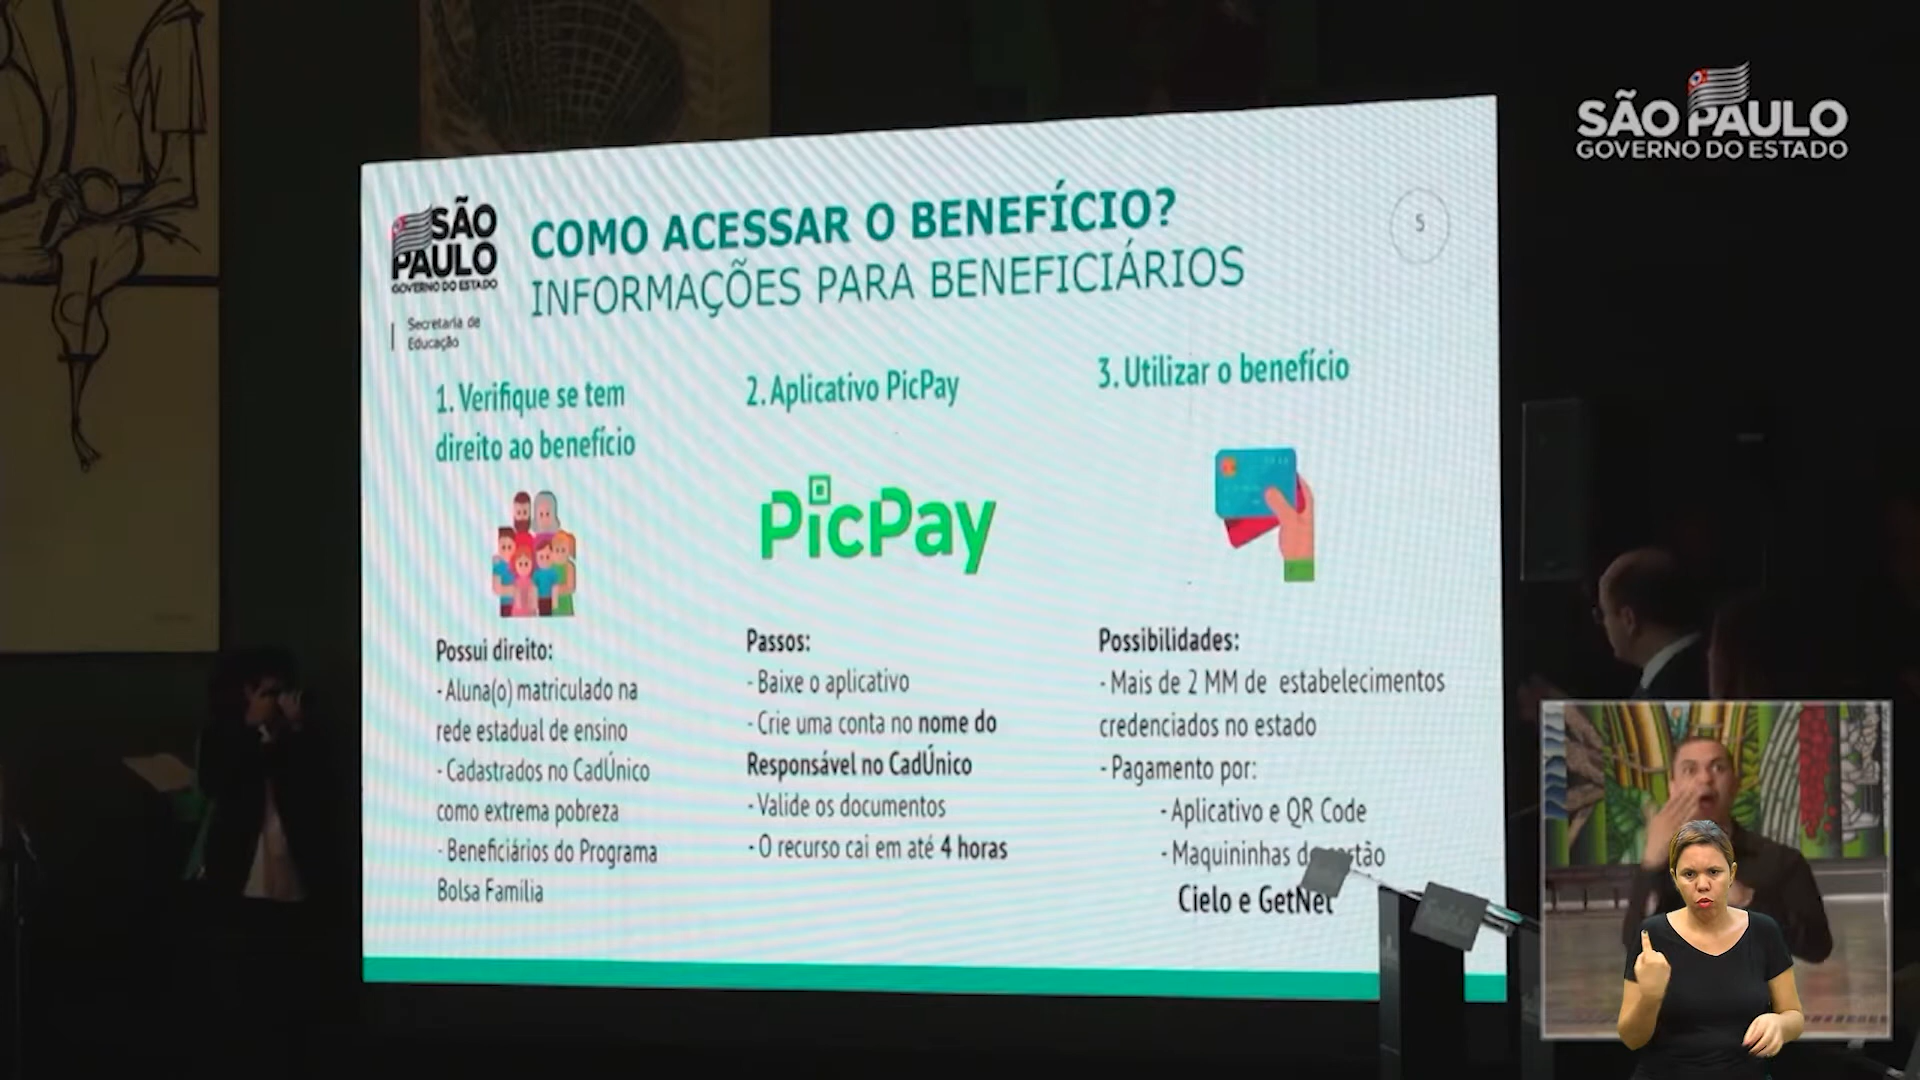 SÃO PAULO
GOVERNO DO ESTADO
SÃO
PAULO
GOVERNO DO ESTADO
Secretaria de
Educação
COMO ACESSAR O BENEFÍCIO?
INFORMAÇÕES PARA BENEFICIÁRIOS
5
1. Verifique se tem
direito ao benefício
Possui direito:
- Aluna(o) matriculado na
rede estadual de ensino
- Cadastrados no CadÚnico
como extrema pobreza
- Beneficiários do Programa
Bolsa Família
2. Aplicativo PicPay
PicPay
Passos:
- Baixe o aplicativo
- Crie uma conta no nome do
Responsável no CadÚnico
- Valide os documentos
- O recurso cai em até 4 horas
3. Utilizar o benefício
Possibilidades:
- Mais de 2 MM de estabelecimentos
credenciados no estado
- Pagamento por:
- Aplicativo e QR Code
- Maquininhas
Cielo e GetNet